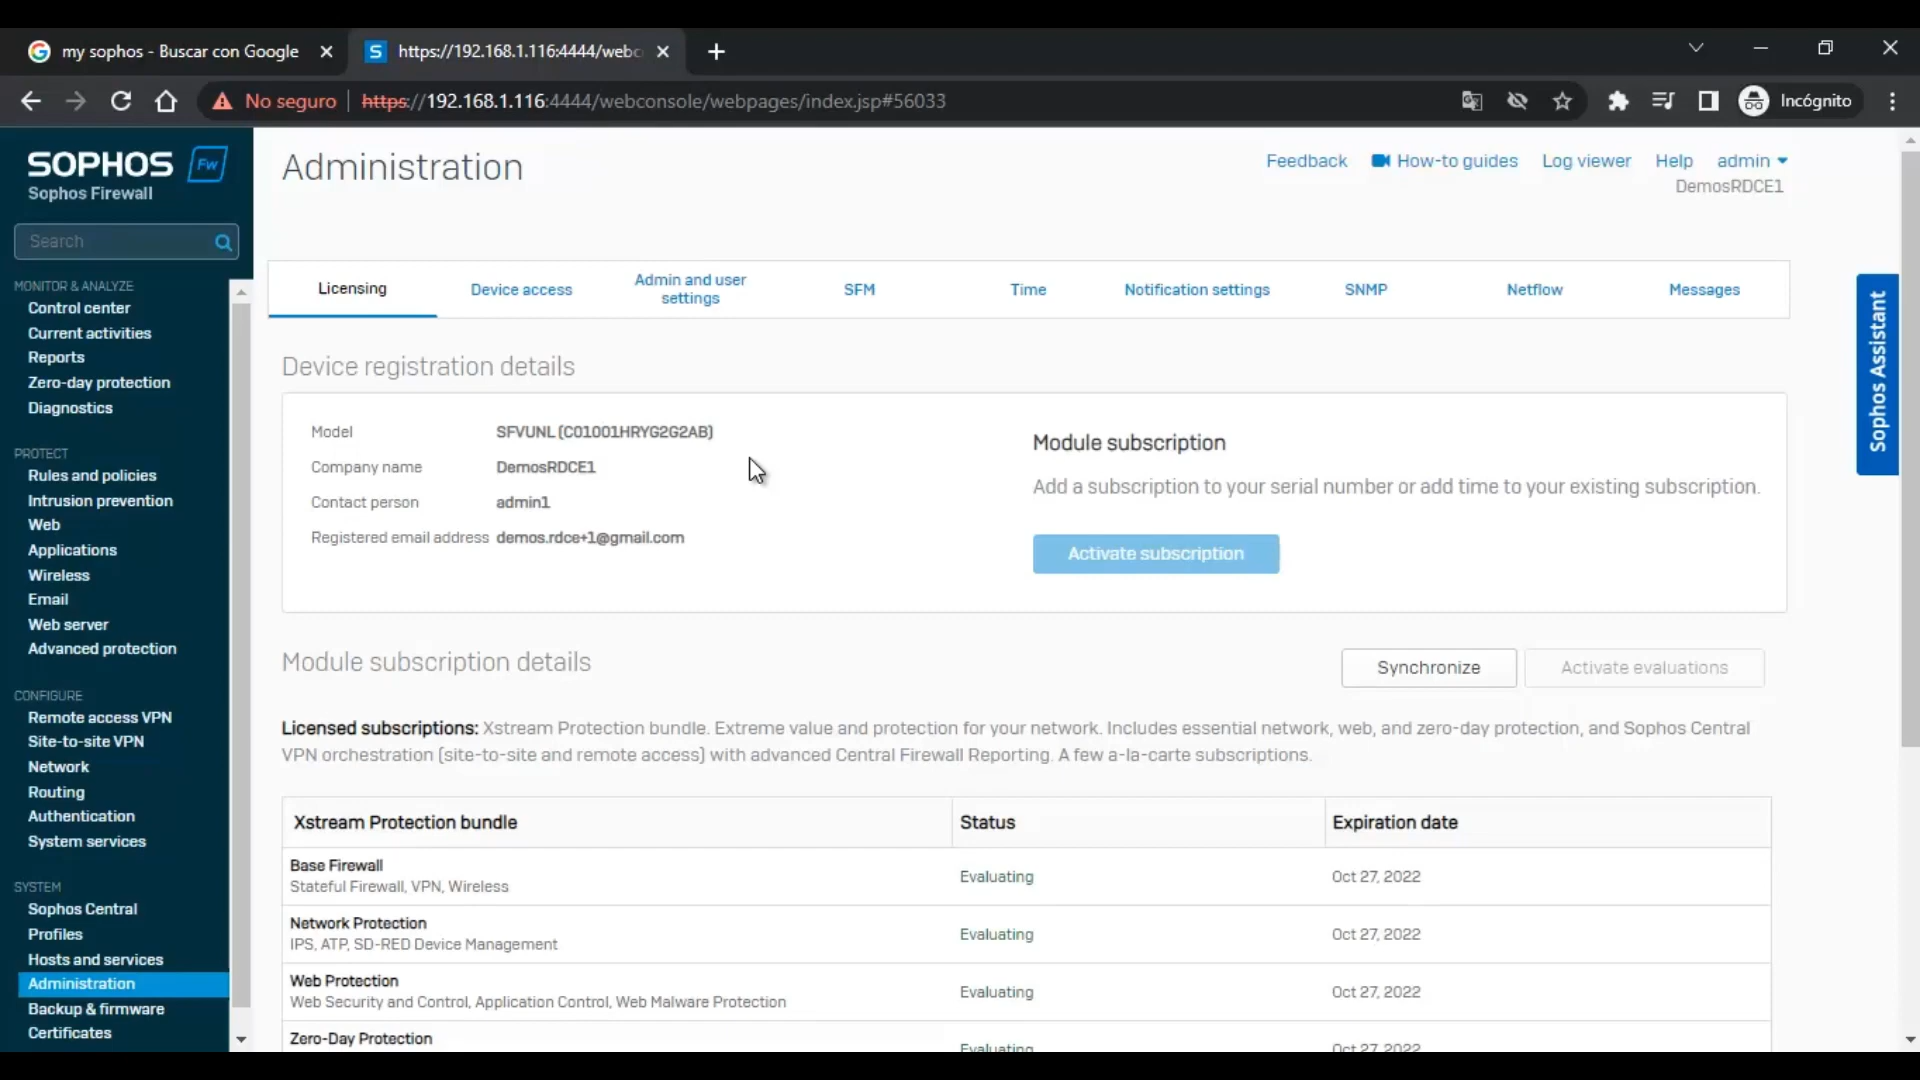 my sophos - Buscar con Google
https://192.168.1.116:4444/webc
No seguro
https://192.168.1.116:4444/webconsole/webpages/index.jsp#56033
Incógnito
SOPHOS Fw
Sophos Firewall
Search
MONITOR & ANALYZE
Control center
Current activities
Reports
Zero-day protection
Diagnostics
PROTECT
Rules and policies
Intrusion prevention
Web
Applications
Wireless
Email
Web server
Advanced protection
CONFIGURE
Remote access VPN
Site-to-site VPN
Network
Routing
Authentication
System services
SYSTEM
Sophos Central
Profiles
Hosts and services
Administration
Backup & firmware
Certificates
Administration
Feedback How-to guides Log viewer Help admin
DemosRDCE1
Licensing Device access Admin and user settings SFM Time Notification settings SNMP Netflow Messages
Sophos Assistant
Device registration details
Model SFVUNL (C01001HRYG2G2AB)
Company name DemosRDCE1
Contact person admin1
Registered email address demos.rdce+1@gmail.com
Module subscription
Add a subscription to your serial number or add time to your existing subscription.
Activate subscription
Module subscription details
Synchronize Activate evaluations
Licensed subscriptions: Xstream Protection bundle. Extreme value and protection for your network. Includes essential network, web, and zero-day protection, and Sophos Central
VPN orchestration (site-to-site and remote access) with advanced Central Firewall Reporting. A few a-la-carte subscriptions.
Xstream Protection bundle Status Expiration date
Base Firewall
Stateful Firewall, VPN, Wireless
Evaluating Oct 27, 2022
Network Protection
IPS, ATP, SD-RED Device Management
Evaluating Oct 27, 2022
Web Protection
Web Security and Control, Application Control, Web Malware Protection
Evaluating Oct 27, 2022
Zero-Day Protection
Evaluating Oct 27, 2022